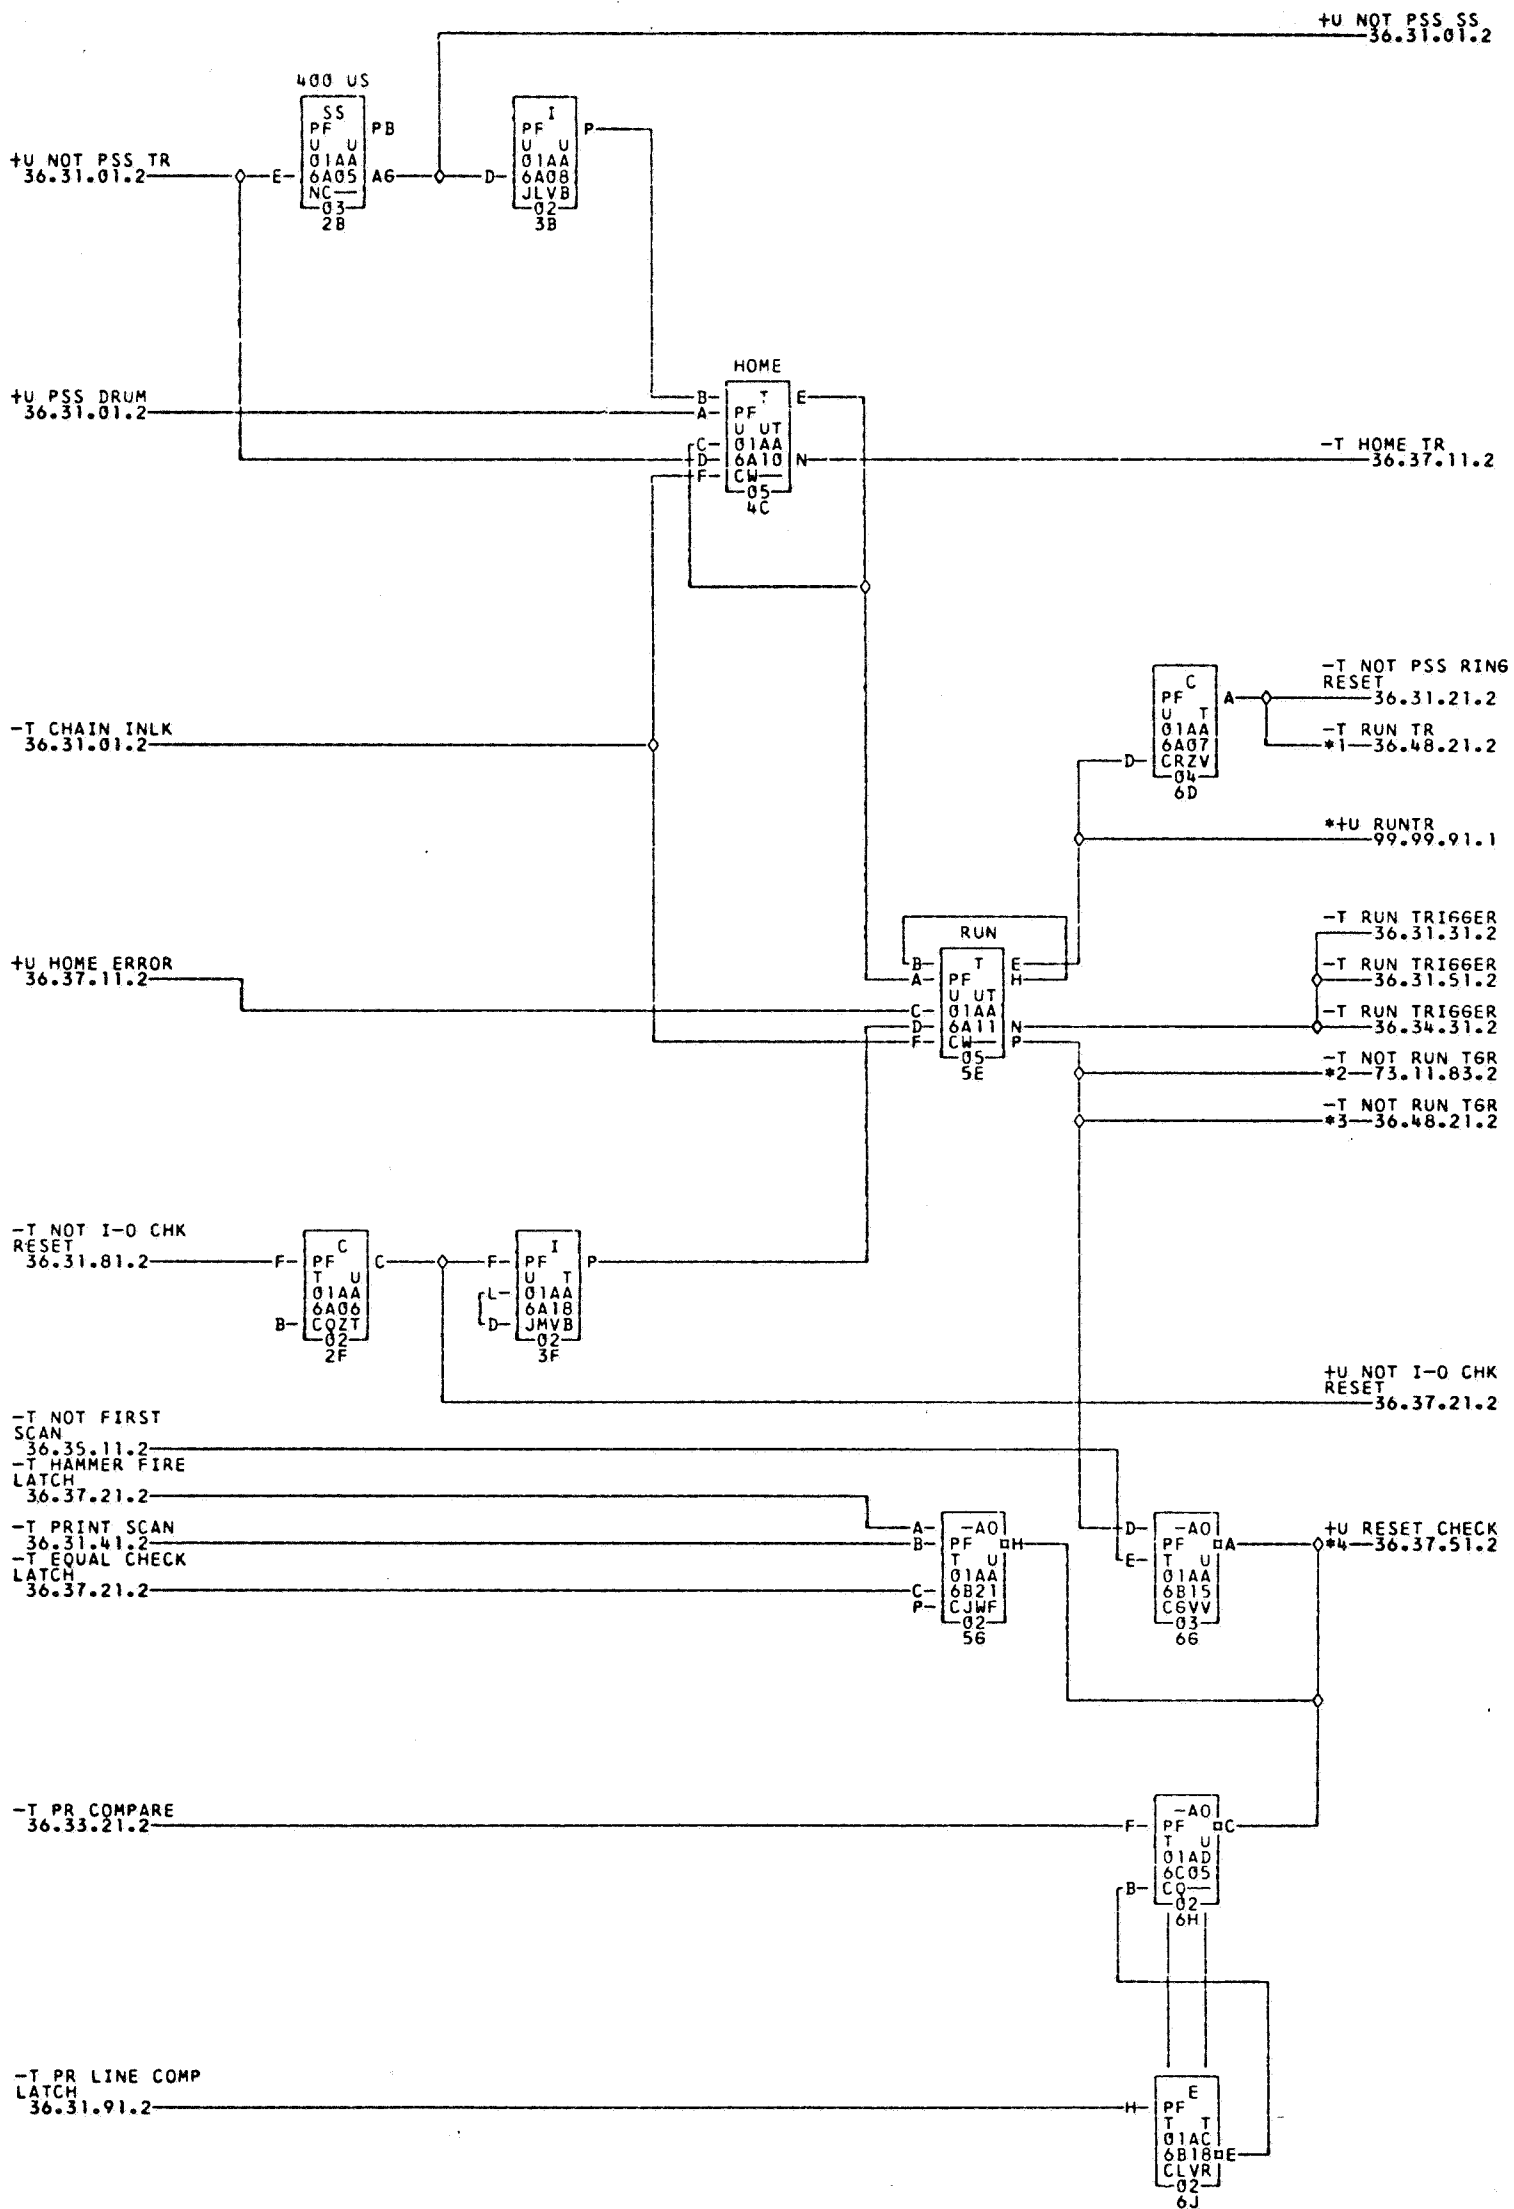 +U NOT PSS SS
36.31.01.2
400 US
SS
PF PB
U U
01AA
6A05 AG
NC
03
2B
I
PF P
U U
01AA
D 6A08
JLVB
02
3B
+U NOT PSS TR
36.31.01.2
E
HOME
+U PSS DRUM
36.31.01.2
B T E
A PF
U UT
C 01AA
D 6A10 N
F CW
05
4C
-T HOME TR
36.37.11.2
-T NOT PSS RING
RESET
36.31.21.2
C
PF A
U T
01AA
6A07
D CRZV
04
6D
-T CHAIN INLK
36.31.01.2
-T RUN TR
*1 36.48.21.2
*+U RUNTR
99.99.91.1
-T RUN TRIGGER
36.31.31.2
RUN
+U HOME ERROR
36.37.11.2
B T E
A PF H
U UT
C 01AA
D 6A11 N
F CW P
05
5E
-T RUN TRIGGER
36.31.51.2
-T RUN TRIGGER
36.34.31.2
-T NOT RUN TGR
*2 73.11.83.2
-T NOT RUN TGR
*3 36.48.21.2
-T NOT I-O CHK
RESET
36.31.81.2
C
F PF C
T U
01AA
6A06
B CQZT
02
2F
I
F PF P
U T
L 01AA
6A18
D JMVB
02
3F
+U NOT I-O CHK
RESET
36.37.21.2
-T NOT FIRST
SCAN
36.35.11.2
-T HAMMER FIRE
LATCH
36.37.21.2
-T PRINT SCAN
36.31.41.2
-T EQUAL CHECK
LATCH
36.37.21.2
A -AO
B PF H
T U
01AA
C 6B21
P CJWF
02
5G
D -AO
PF A
E T U
01AA
6B15
CGVV
03
6G
+U RESET CHECK
*4 36.37.51.2
-T PR COMPARE
36.33.21.2
-AO
F PF C
T U
01AD
6C05
B CQ
02
6H
-T PR LINE COMP
LATCH
36.31.91.2
E
H PF
T T
01AC
6B18 E
CLVR
02
6J